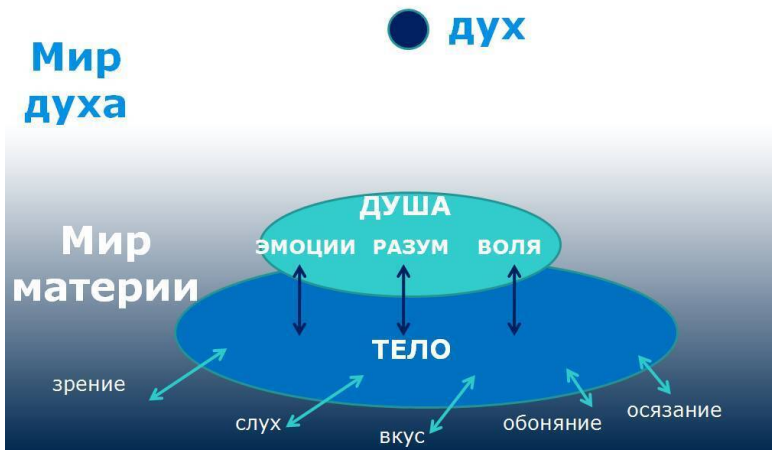 дух
Мир
духа
ДУША
ЭМОЦИИ РАЗУМ ВОЛЯ
Мир
материи
ТЕЛО
зрение
слух
вкус
обоняние
осязание